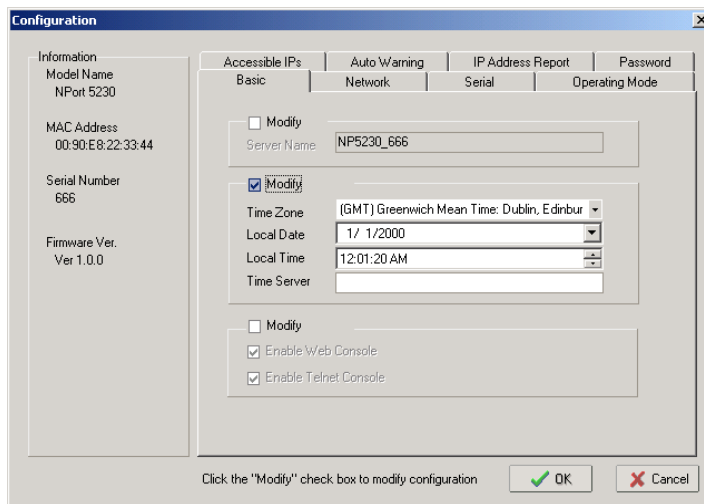 Configuration
Information
Model Name
NPort 5230
MAC Address
00:90:E8:22:33:44
Serial Number
666
Firmware Ver.
Ver 1.0.0
Accessible IPs Auto Warning IP Address Report Password
Basic Network Serial Operating Mode
Modify
Server Name NP5230_666
Modify
Time Zone (GMT) Greenwich Mean Time: Dublin, Edinbur
Local Date 1/ 1/2000
Local Time 12:01:20 AM
Time Server
Modify
Enable Web Console
Enable Telnet Console
Click the "Modify" check box to modify configuration OK Cancel